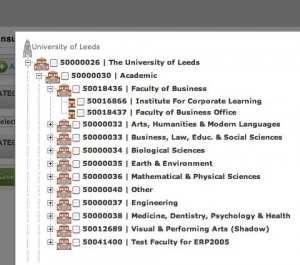 University of Leeds
50000026 | The University of Leeds
50000030 | Academic
50018436 | Faculty of Business
50016866 | Institute For Corporate Learning
50018437 | Faculty of Business Office
50000032 | Arts, Humanities & Modern Languages
50000033 | Business, Law, Educ. & Social Sciences
50000034 | Biological Sciences
50000035 | Earth & Environment
50000036 | Mathematical & Physical Sciences
50000040 | Other
50000037 | Engineering
50000038 | Medicine, Dentistry, Psychology & Health
50012689 | Visual & Performing Arts (Shadow)
50041400 | Test Faculty for ERP2005